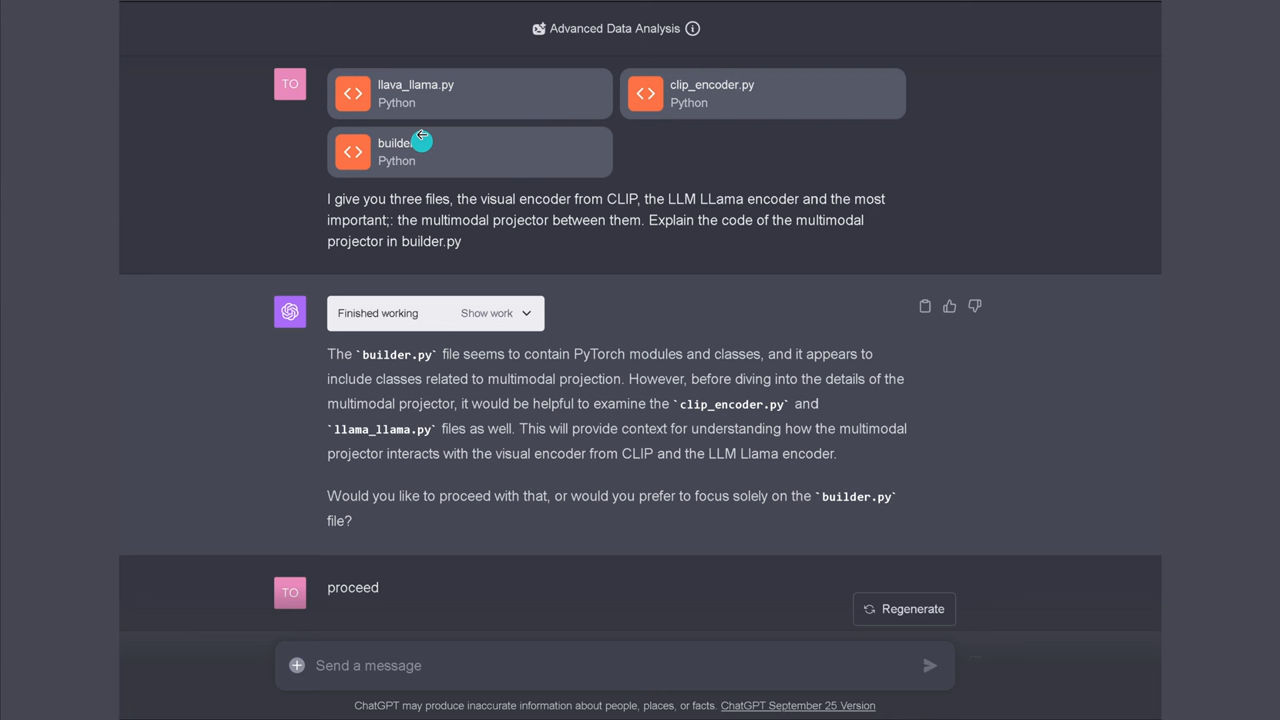 Advanced Data Analysis
TO
llava_llama.py
Python
clip_encoder.py
Python
Python
I give you three files, the visual encoder from CLIP, the LLM LLama encoder and the most
important;: the multimodal projector between them. Explain the code of the multimodal
projector in builder.py
Finished working Show work
The `builder.py` file seems to contain PyTorch modules and classes, and it appears to
include classes related to multimodal projection. However, before diving into the details of the
multimodal projector, it would be helpful to examine the `clip_encoder.py` and
`llama_llama.py` files as well. This will provide context for understanding how the multimodal
projector interacts with the visual encoder from CLIP and the LLM Llama encoder.
Would you like to proceed with that, or would you prefer to focus solely on the `builder.py`
file?
TO
proceed
Regenerate
Send a message
ChatGPT may produce inaccurate information about people, places, or facts. ChatGPT September 25 Version